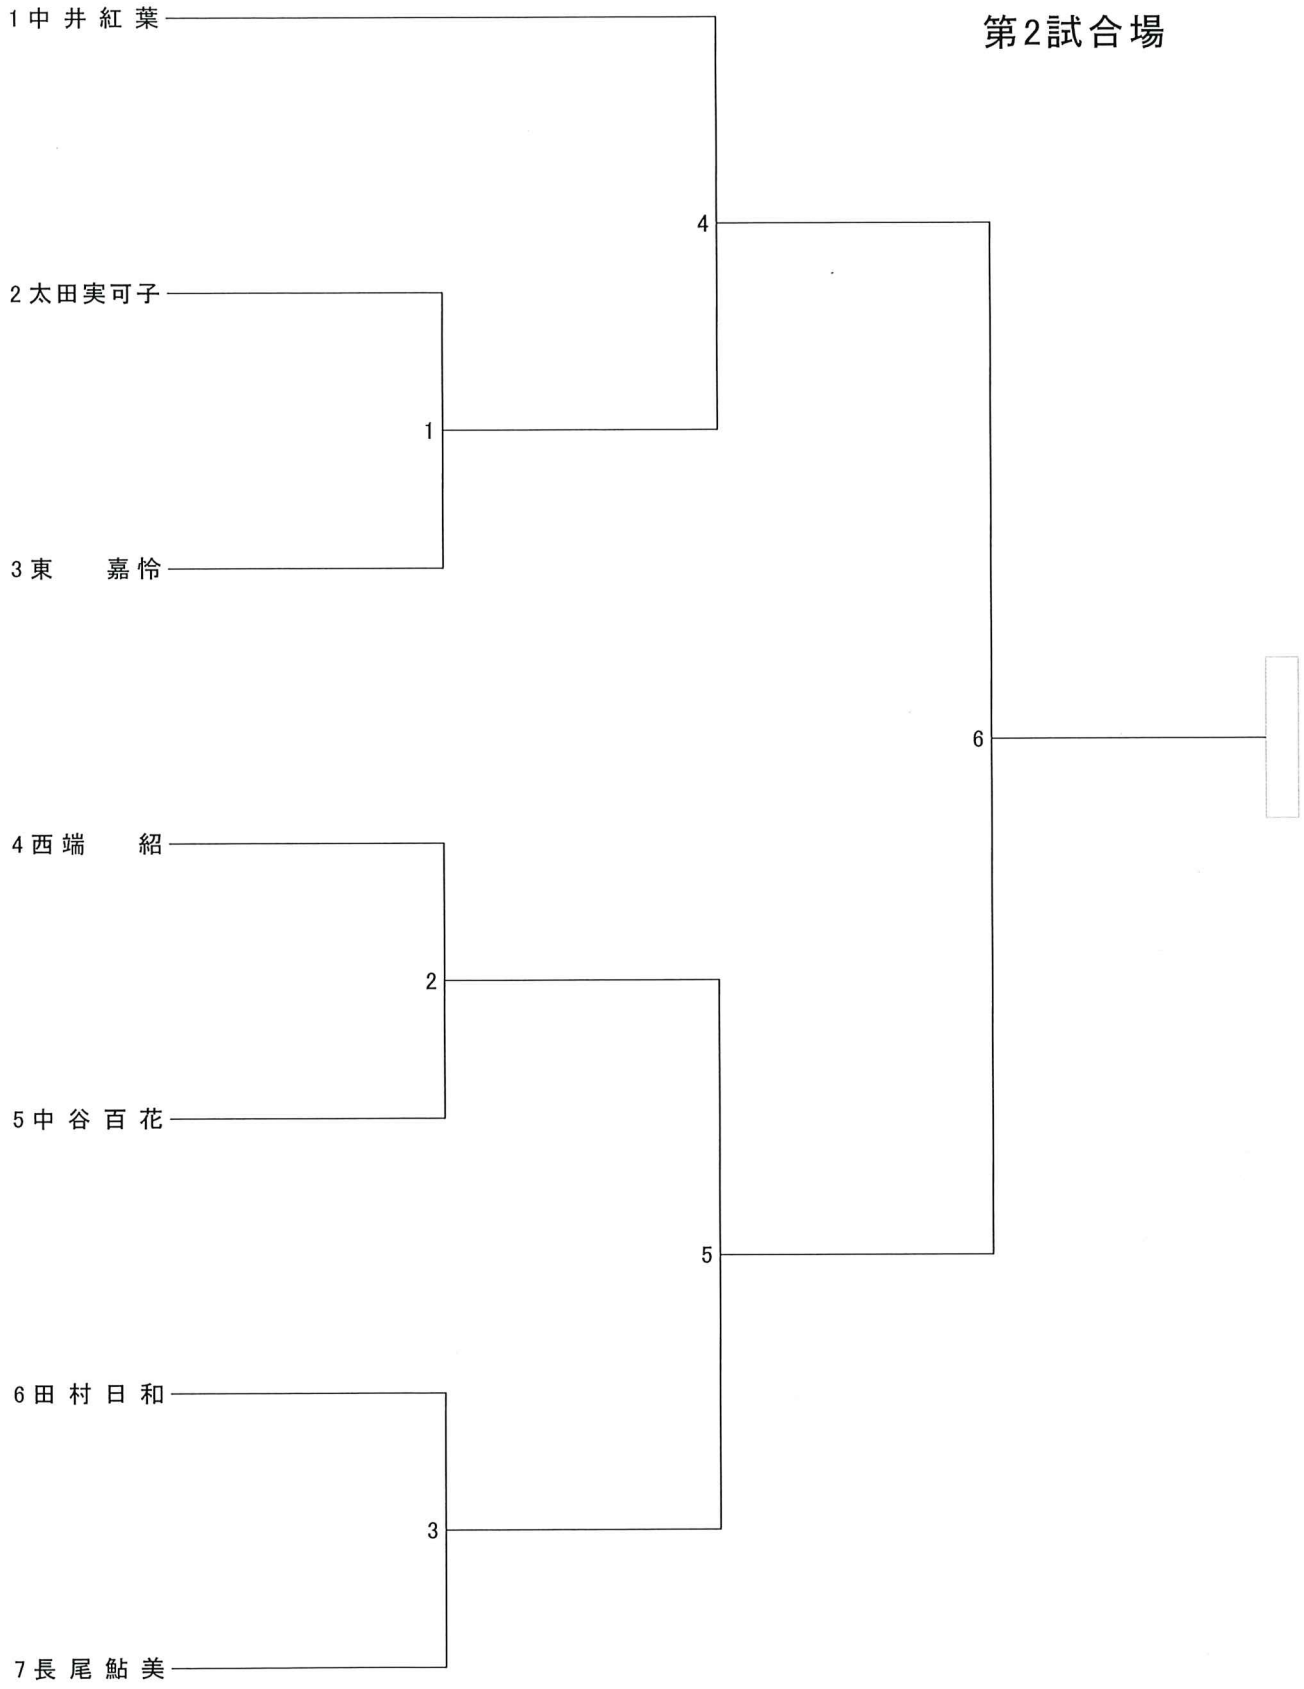 第2試合場
1 中井紅葉
4
2 太田実可子
1
3 東　嘉怜
6
4 西端　紹
2
5 中谷百花
5
6 田村日和
3
7 長尾鮎美